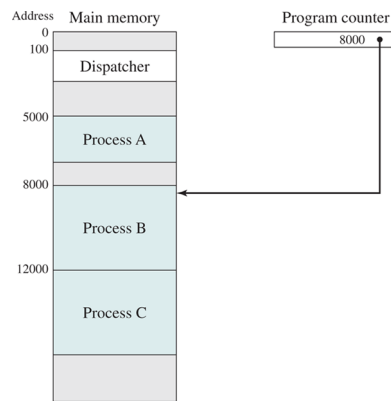 Address
Main memory
Program counter
0
8000
100
Dispatcher
5000
Process A
8000
Process B
12000
Process C